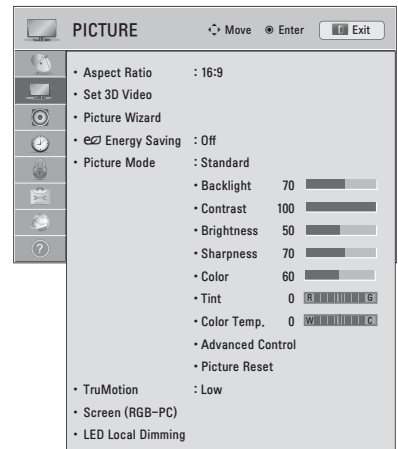 PICTURE Move Enter Exit
• Aspect Ratio : 16:9
• Set 3D Video
• Picture Wizard
• Energy Saving : Off
• Picture Mode : Standard
• Backlight 70
• Contrast 100
• Brightness 50
• Sharpness 70
• Color 60
• Tint 0 R G
• Color Temp. 0 W C
• Advanced Control
• Picture Reset
• TruMotion : Low
• Screen (RGB-PC)
• LED Local Dimming
?